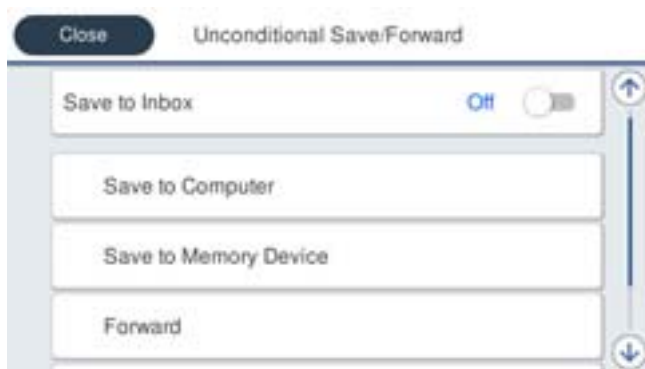 Close Unconditional Save/Forward
Save to Inbox Off
Save to Computer
Save to Memory Device
Forward